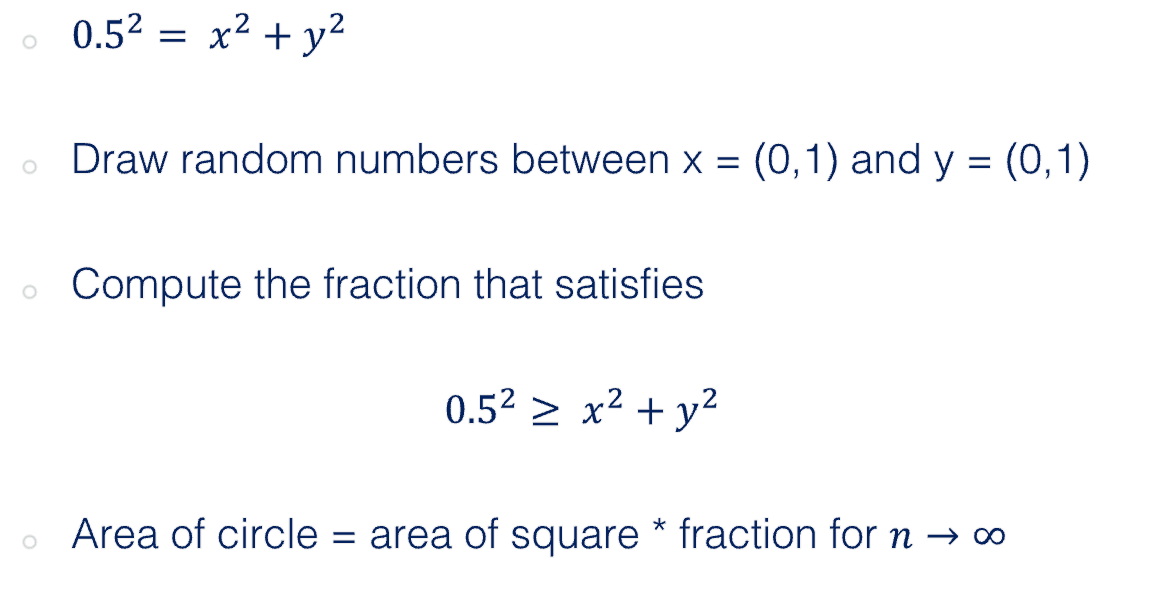 ○ 0.5² = x² + y²
○ Draw random numbers between x = (0,1) and y = (0,1)
○ Compute the fraction that satisfies
0.5² ≥ x² + y²
○ Area of circle = area of square * fraction for n → ∞